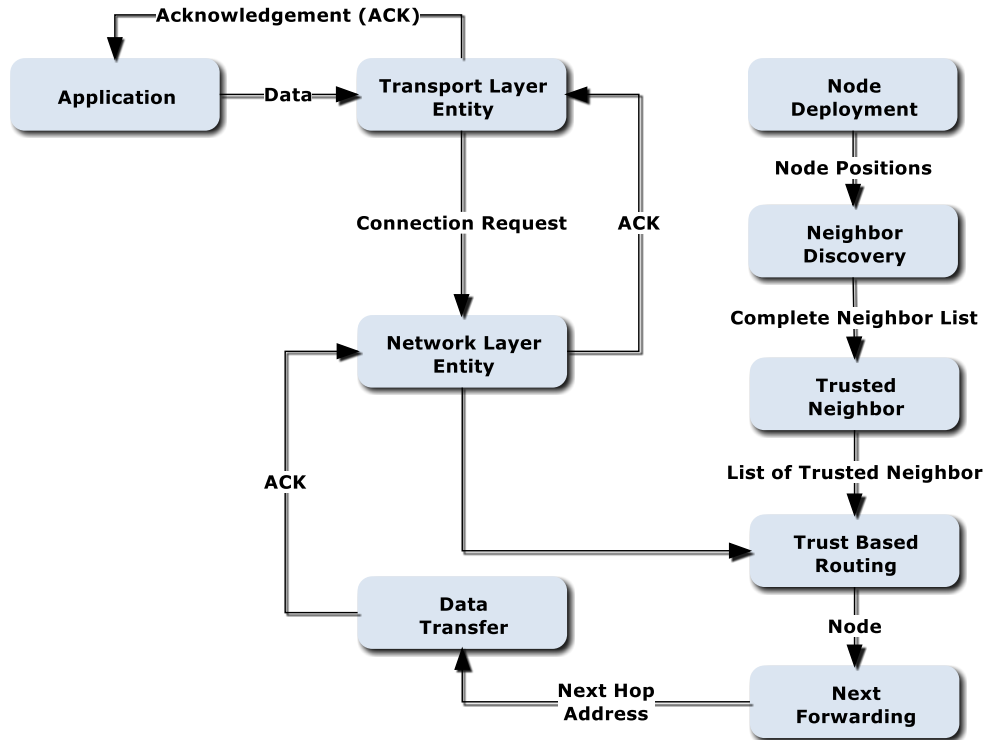 Acknowledgement (ACK)
Application
Data
Transport Layer
Entity
Node
Deployment
Node Positions
Connection Request
ACK
Neighbor
Discovery
Complete Neighbor List
Network Layer
Entity
Trusted
Neighbor
ACK
List of Trusted Neighbor
Trust Based
Routing
Data
Transfer
Node
Next Hop
Address
Next
Forwarding